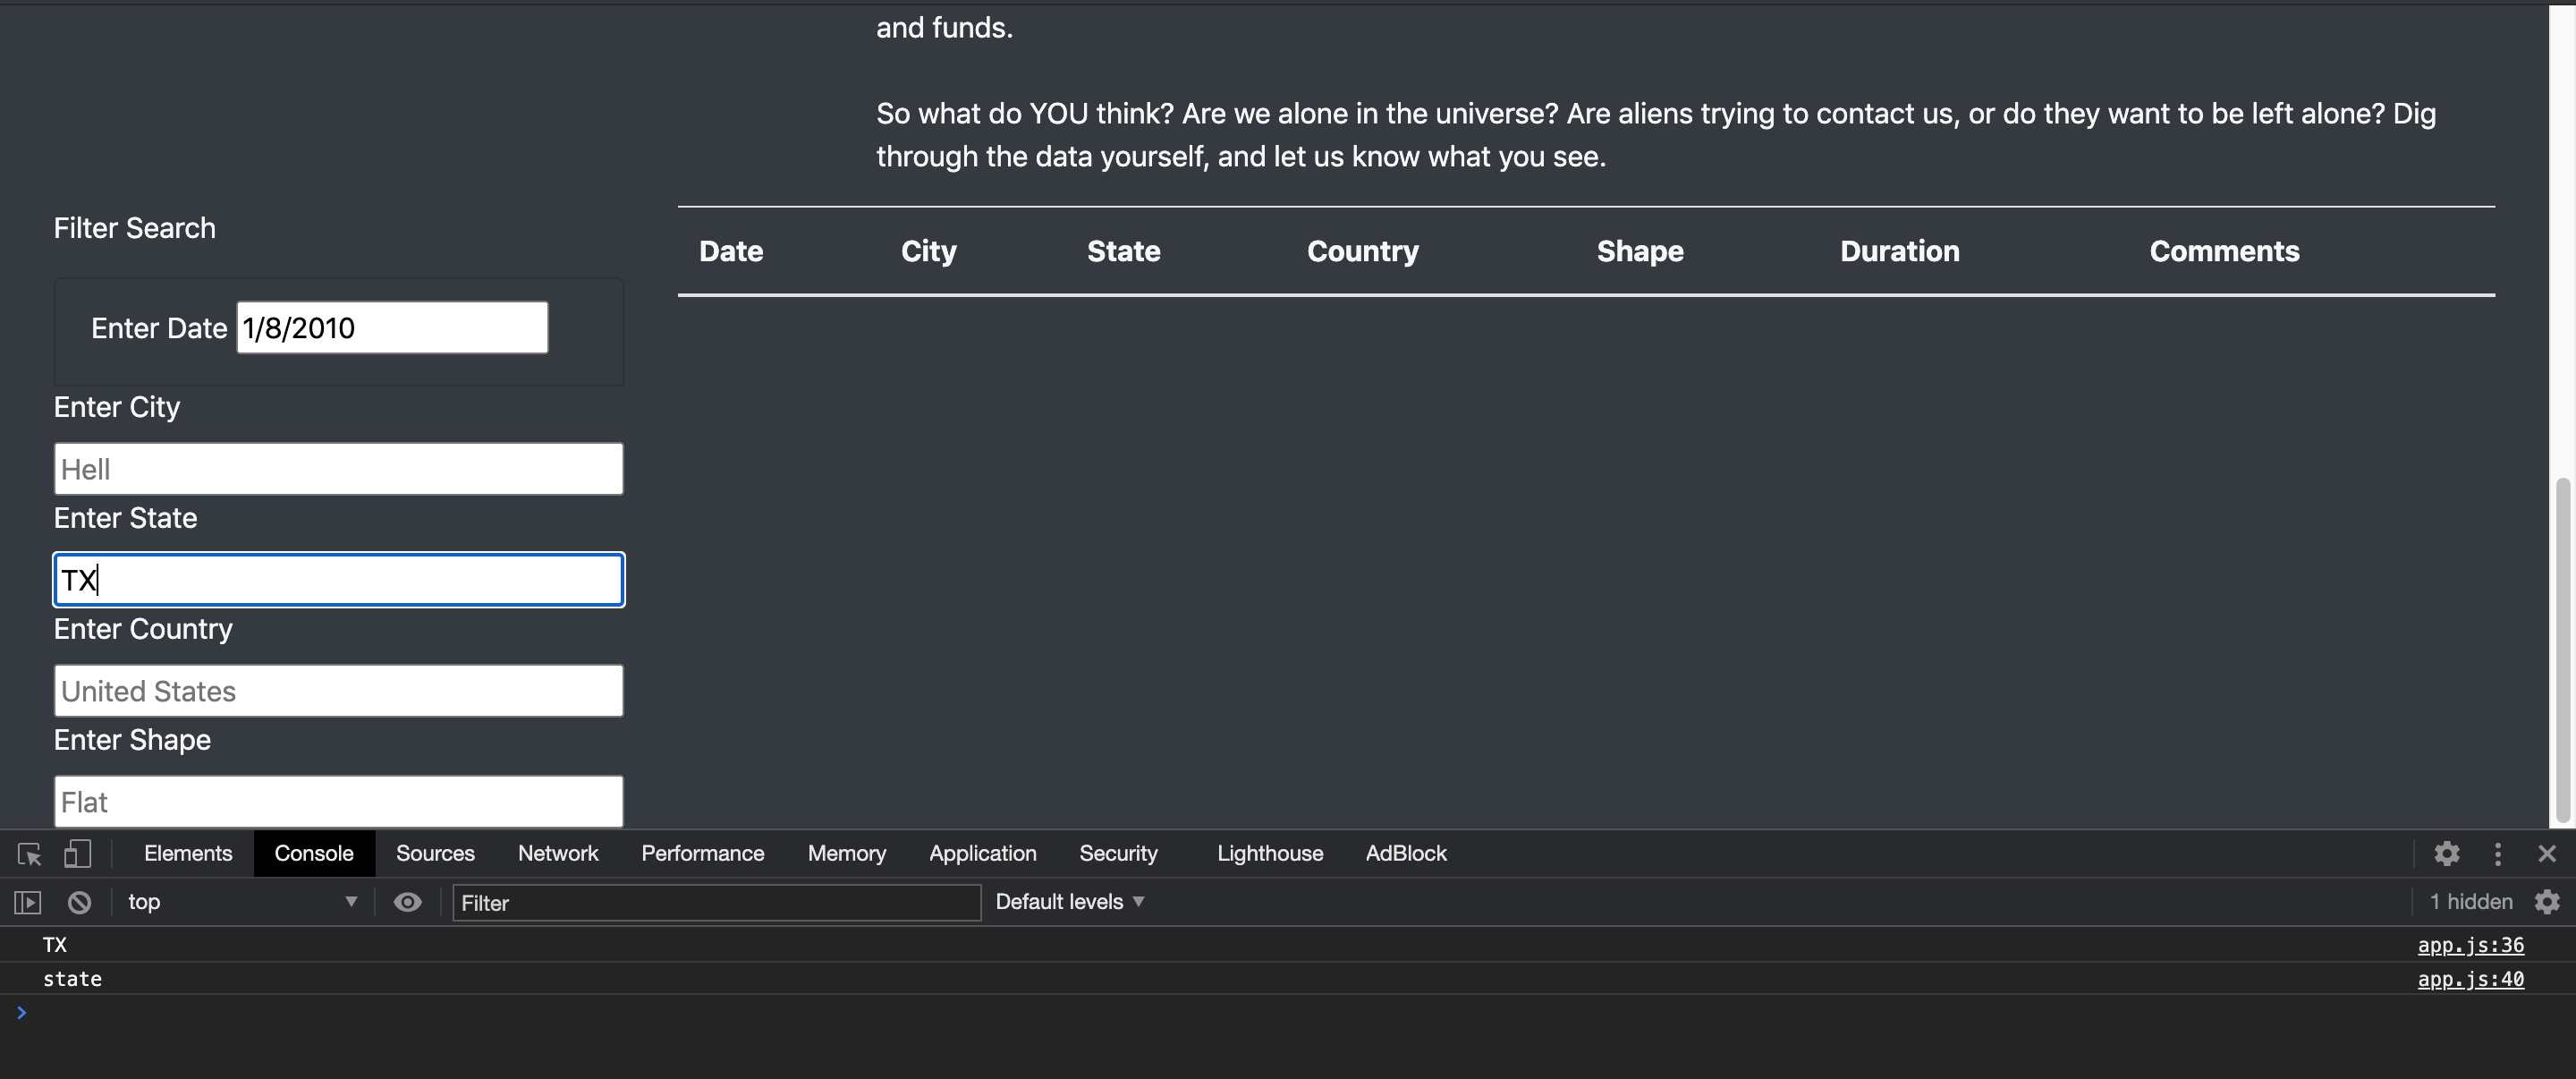 and funds.
So what do YOU think? Are we alone in the universe? Are aliens trying to contact us, or do they want to be left alone? Dig
through the data yourself, and let us know what you see.
Filter Search
Date City State Country Shape Duration Comments
Enter Date 1/8/2010
Enter City
Hell
Enter State
TX
Enter Country
United States
Enter Shape
Flat
Elements Console Sources Network Performance Memory Application Security Lighthouse AdBlock
top Filter Default levels 1 hidden
TX app.js:36
state app.js:40